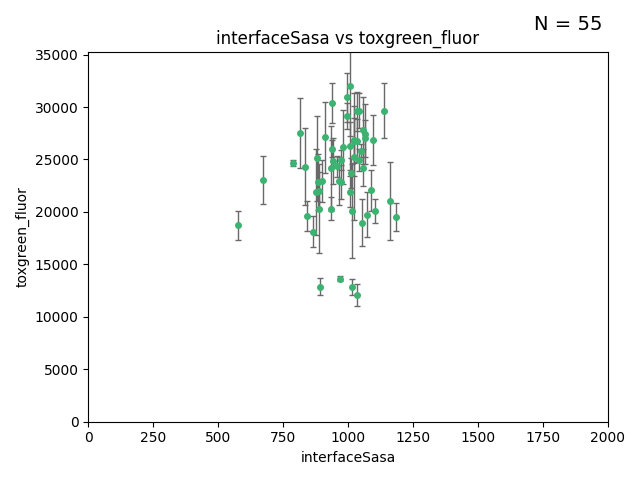 N = 55
interfaceSasa vs toxgreen_fluor
35000
30000
25000
20000
15000
10000
5000
0
toxgreen_fluor
0 250 500 750 1000 1250 1500 1750 2000
interfaceSasa